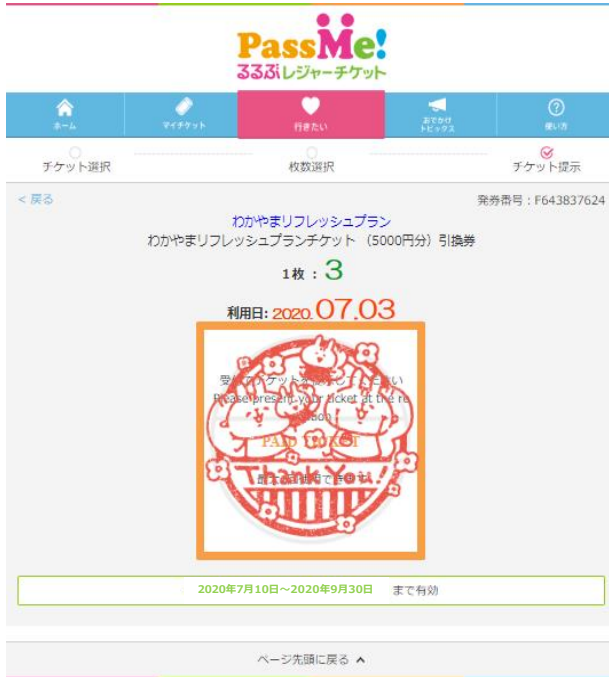 PassMe!
るるぶレジャーチケット
ホーム
マイチケット
行きたい
おでかけ
トピックス
使い方
チケット選択
枚数選択
チケット提示
< 戻る
発券番号：F643837624
わかやまリフレッシュプラン
わかやまリフレッシュプランチケット （5000円分）引換券
1枚 ： 3
利用日: 2020. 07.03
Please present your ticket at the re
PAID TICKET
Thank You!
2020年7月10日～2020年9月30日 まで有効
ページ先頭に戻る